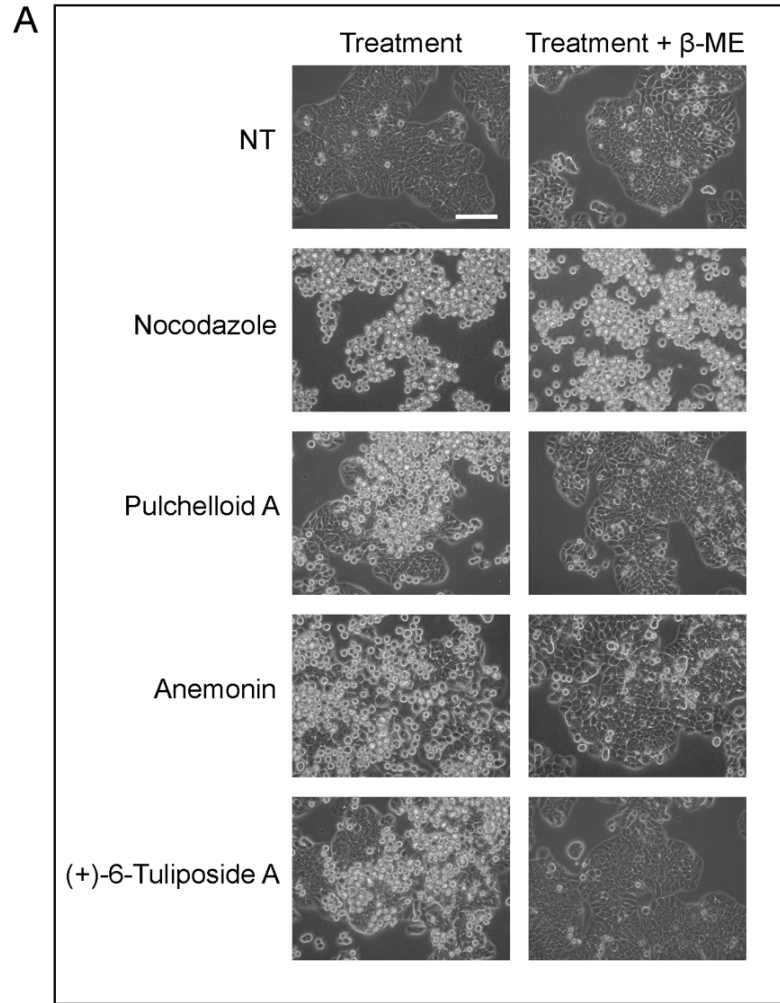 A
Treatment Treatment + β-ME
NT
Nocodazole
Pulchelloid A
Anemonin
(+)-6-Tuliposide A